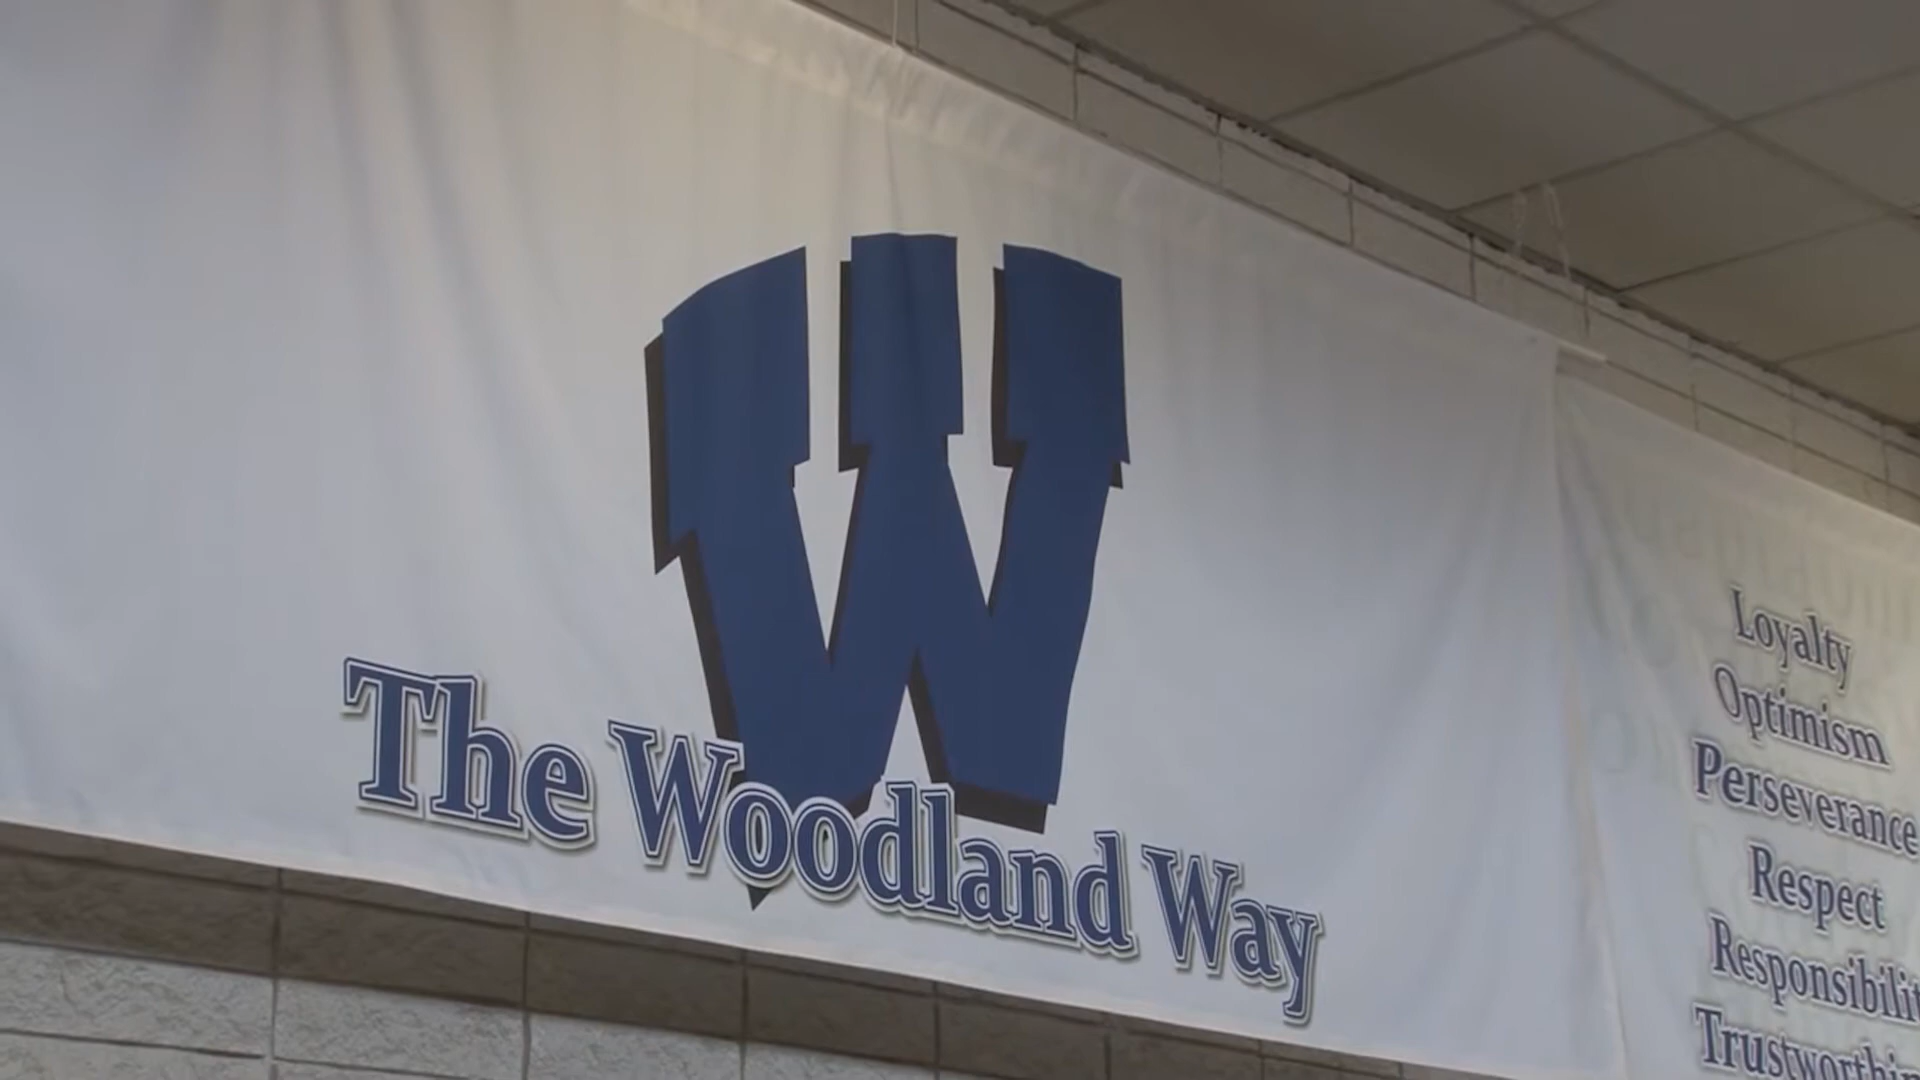 W
The Woodland Way
Loyalty
Optimism
Perseverance
Respect